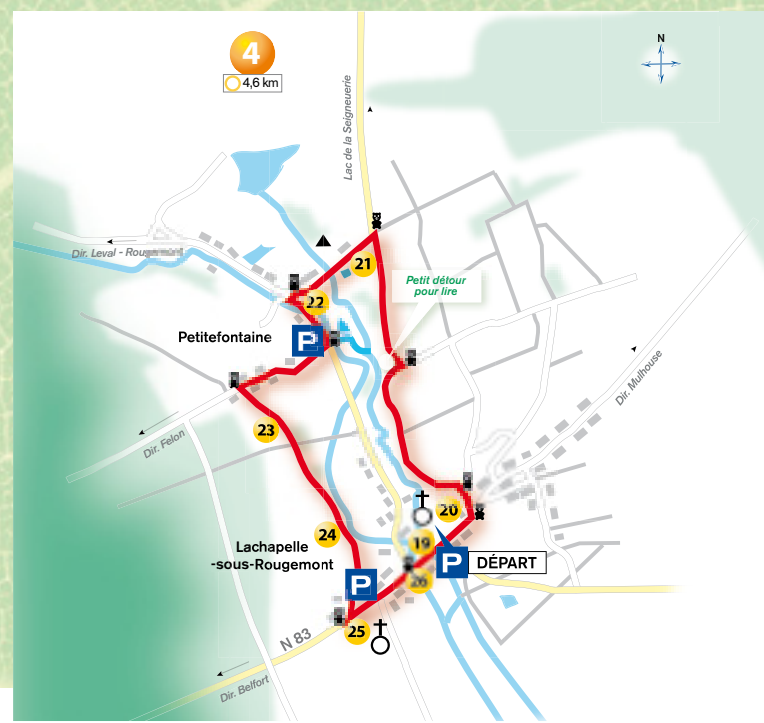 4
4,6 km
N
Lac de la Seigneurie
Dir. Leval - Rougemont
21
Petit détour
pour lire
22
Petitefontaine
P
Dir. Mulhouse
23
Dir. Felon
20
24
19
Lachapelle
-sous-Rougemont
P
DÉPART
P
26
25
N 83
Dir. Belfort